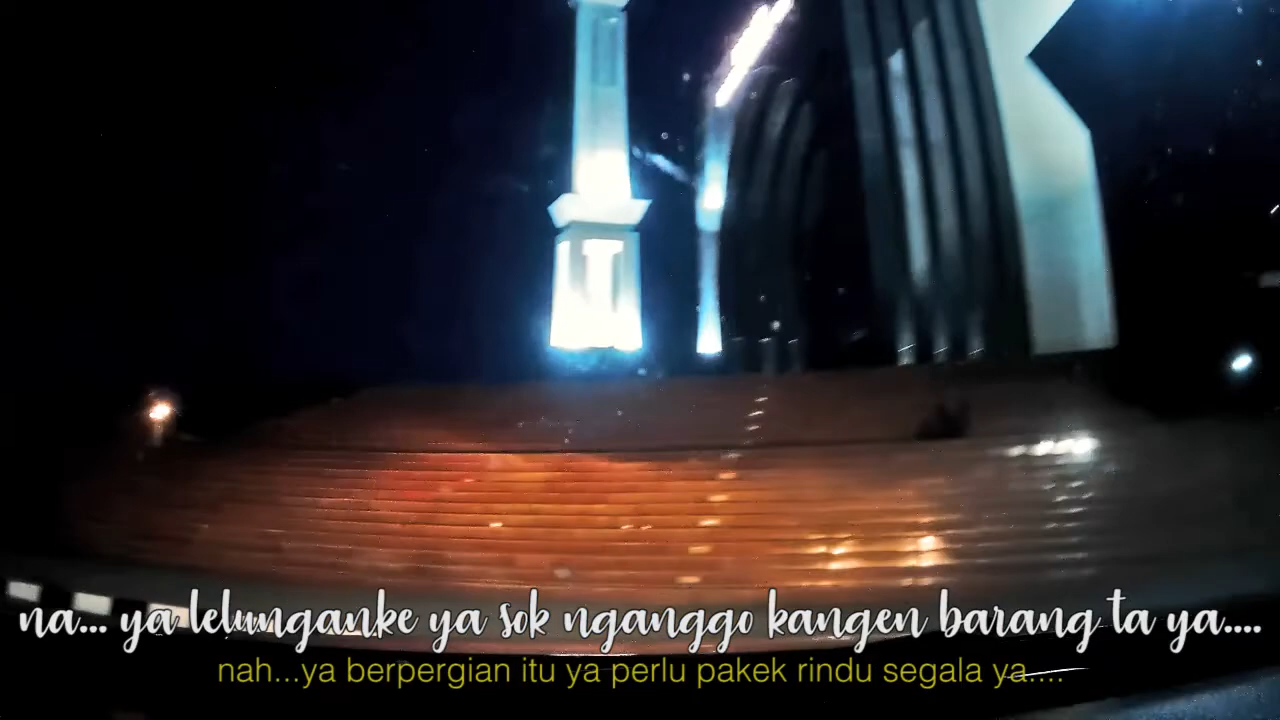 na... ya lelunganke ya sok nganggo kangen barang ta ya....
nah...ya berpergian itu ya perlu pakek rindu segala ya....